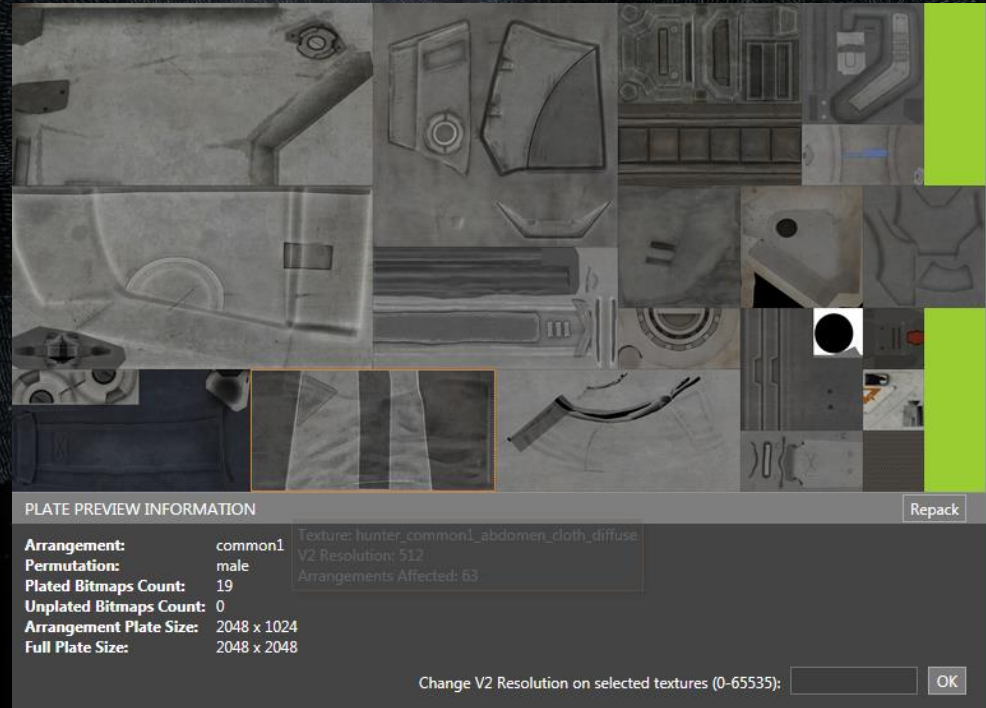 PLATE PREVIEW INFORMATION
Repack
Arrangement: common1
Permutation: male
Plated Bitmaps Count: 19
Unplated Bitmaps Count: 0
Arrangement Plate Size: 2048 x 1024
Full Plate Size: 2048 x 2048
Texture: hunter_common1_abdomen_cloth_diffuse
V2 Resolution: 512
Arrangements Affected: 63
Change V2 Resolution on selected textures (0-65535):
OK